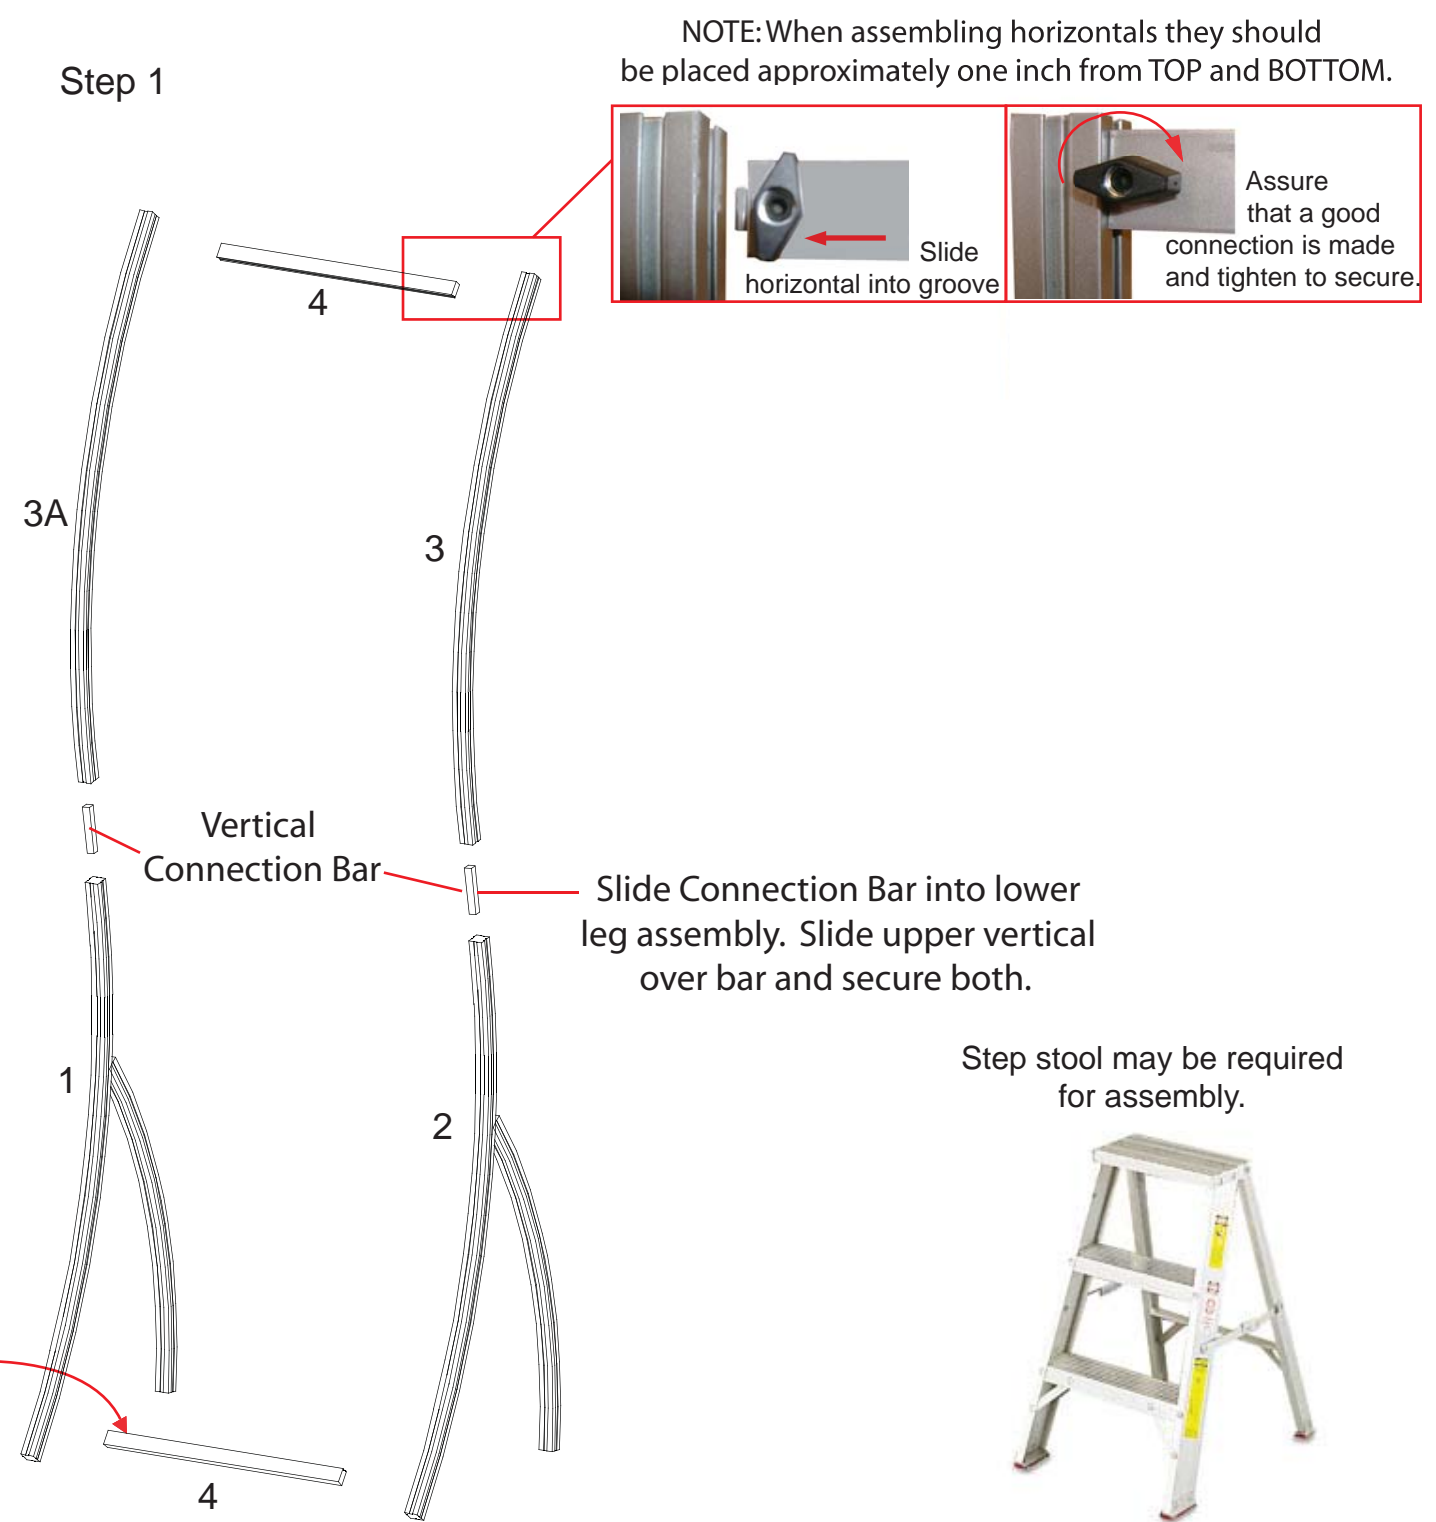 NOTE: When assembling horizontals they should
be placed approximately one inch from TOP and BOTTOM.
Step 1
Slide
horizontal into groove
Assure
that a good
connection is made
and tighten to secure.
4
3A
3
Vertical
Connection Bar
Slide Connection Bar into lower
leg assembly. Slide upper vertical
over bar and secure both.
1
2
Step stool may be required
for assembly.
4